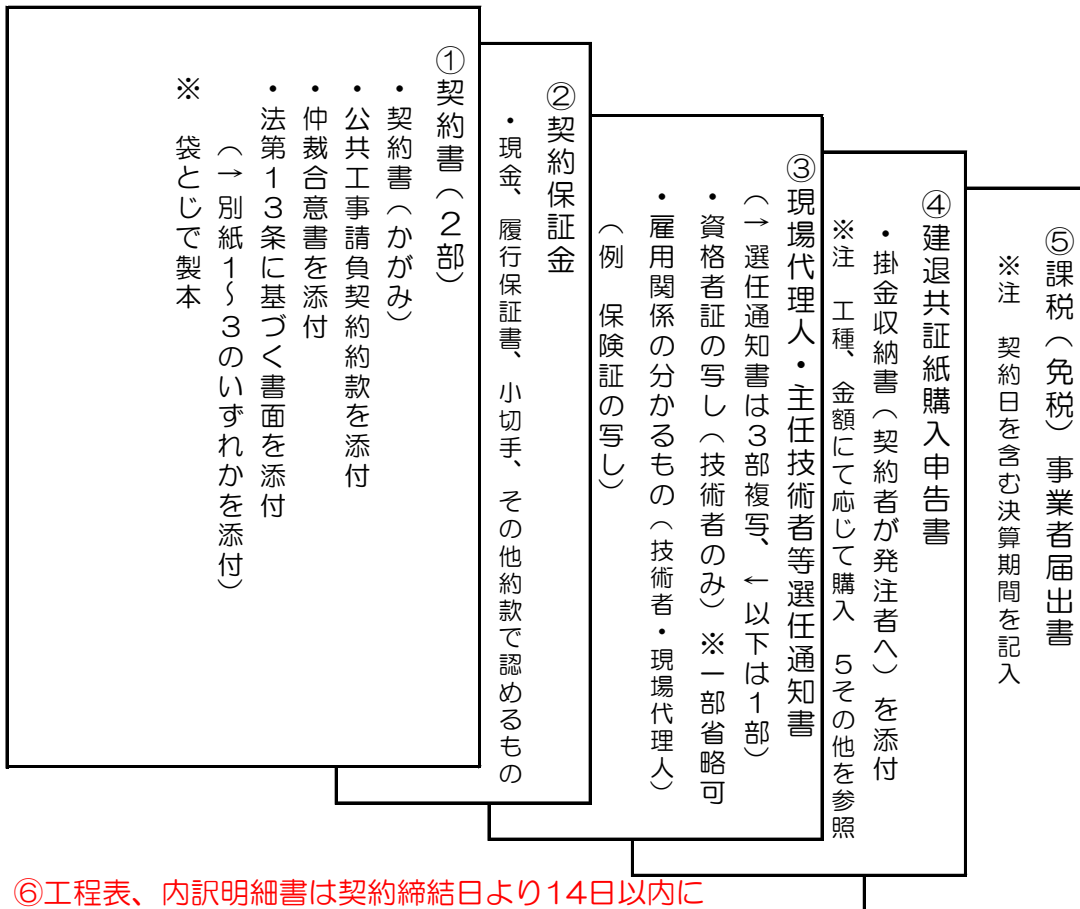 ①契約書（２部）
・契約書（かがみ）
・公共工事請負契約約款を添付
・仲裁合意書を添付
・法第１３条に基づく書面を添付
（→別紙１～３のいずれかを添付）
※　袋とじで製本
②契約保証金
・現金、履行保証書、小切手、その他約款で認めるもの
③現場代理人・主任技術者等選任通知書
（→選任通知書は３部複写、←以下は１部）
・資格者証の写し（技術者のみ）※一部省略可
・雇用関係の分かるもの（技術者・現場代理人）
（例　保険証の写し）
④建退共証紙購入申告書
・掛金収納書（契約者が発注者へ）を添付
※注　工種、金額にて応じて購入　５その他を参照
⑤課税（免税）事業者届出書
※注　契約日を含む決算期間を記入
⑥工程表、内訳明細書は契約締結日より14日以内に